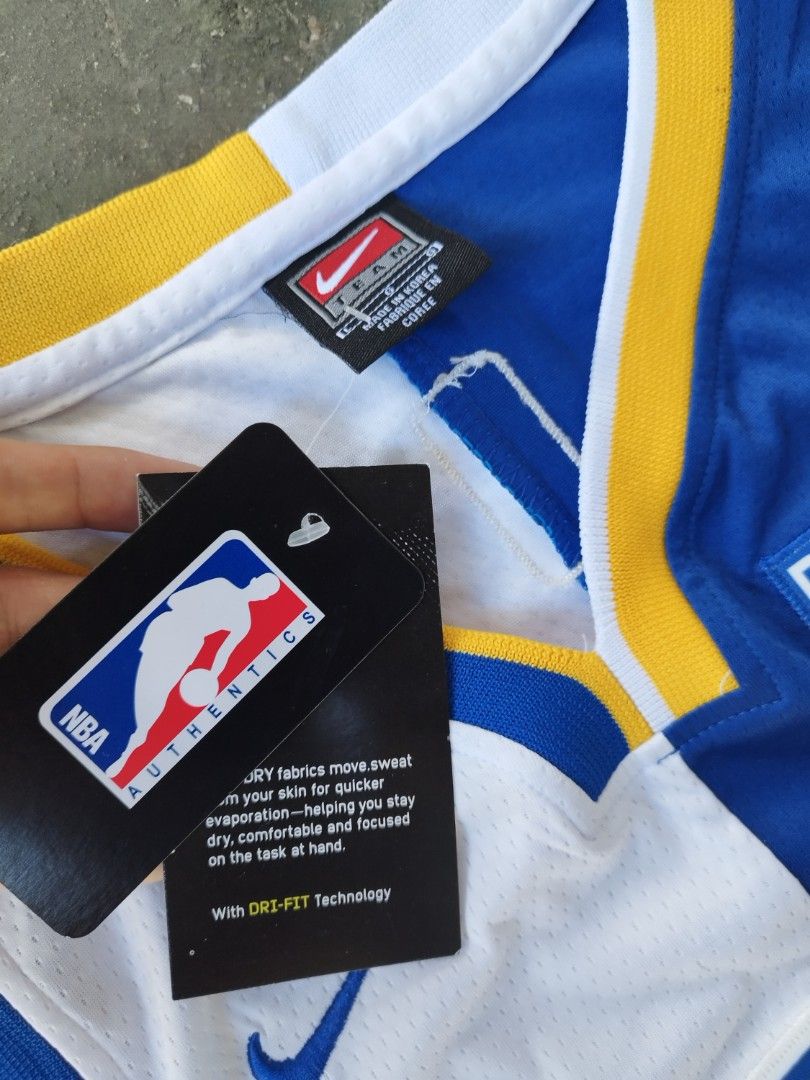 TEAM
S
MADE IN KOREA
FABRIQUE EN
COREE
NBA
AUTHENTICS
DRY fabrics move.sweat
your skin for quicker
evaporation—helping you stay
dry, comfortable and focused
on the task at hand.
With DRI-FIT Technology